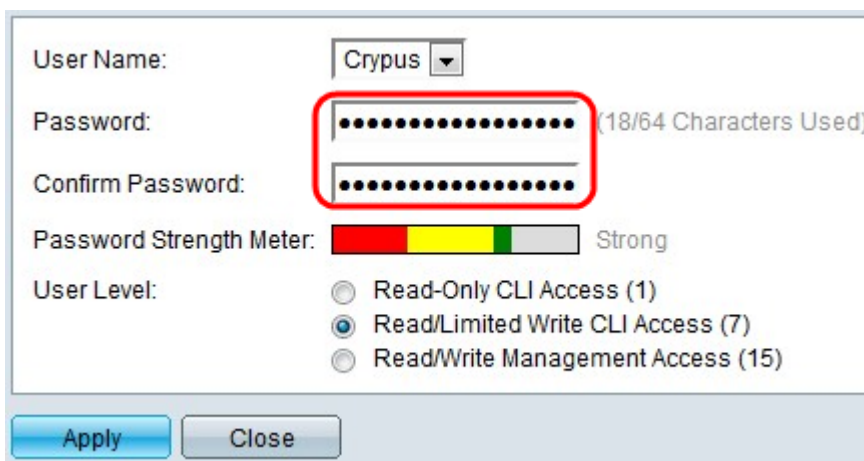 User Name: Crypus
Password: ●●●●●●●●●●●●●●●●● (18/64 Characters Used)
Confirm Password: ●●●●●●●●●●●●●●●●●
Password Strength Meter: Strong
User Level: Read-Only CLI Access (1)
Read/Limited Write CLI Access (7)
Read/Write Management Access (15)
Apply Close